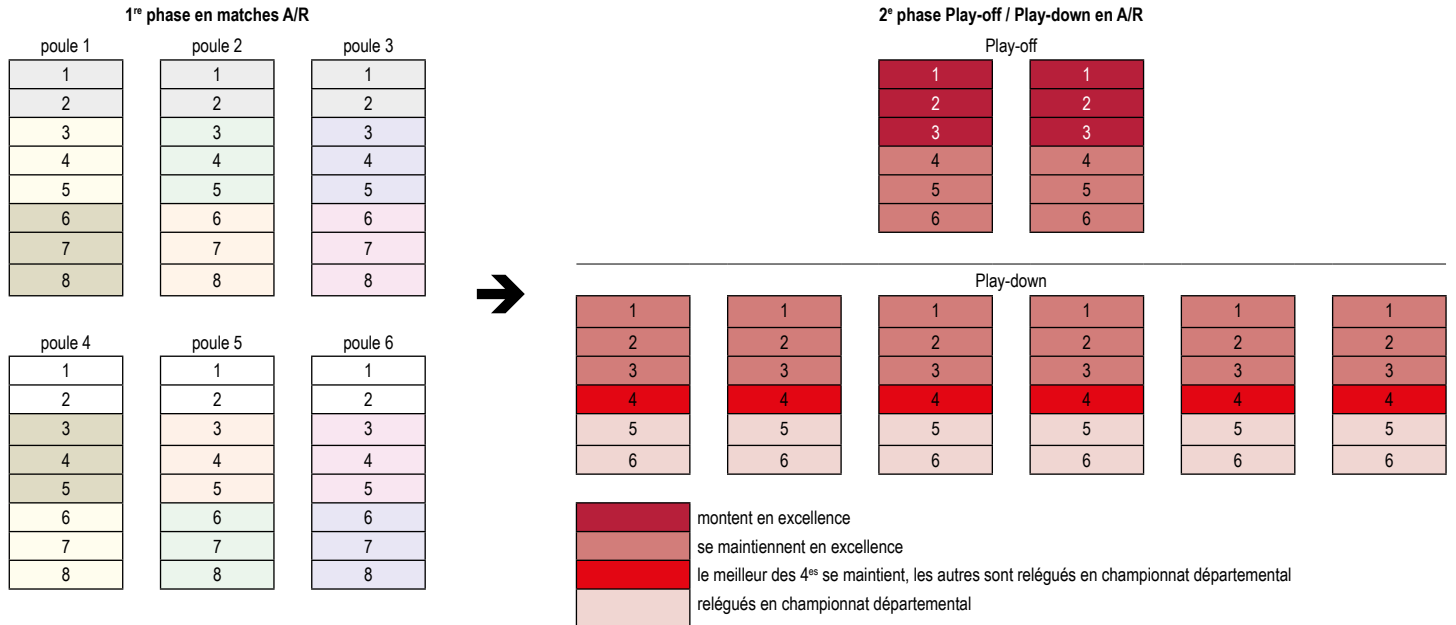 1re phase en matches A/R
poule 1 poule 2 poule 3
1 1 1
2 2 2
3 3 3
4 4 4
5 5 5
6 6 6
7 7 7
8 8 8
poule 4 poule 5 poule 6
1 1 1
2 2 2
3 3 3
4 4 4
5 5 5
6 6 6
7 7 7
8 8 8
2e phase Play-off / Play-down en A/R
Play-off
1 1
2 2
3 3
4 4
5 5
6 6
Play-down
1 1 1 1 1 1
2 2 2 2 2 2
3 3 3 3 3 3
4 4 4 4 4 4
5 5 5 5 5 5
6 6 6 6 6 6
montent en excellence
se maintiennent en excellence
le meilleur des 4es se maintient, les autres sont relégués en championnat départemental
relégués en championnat départemental